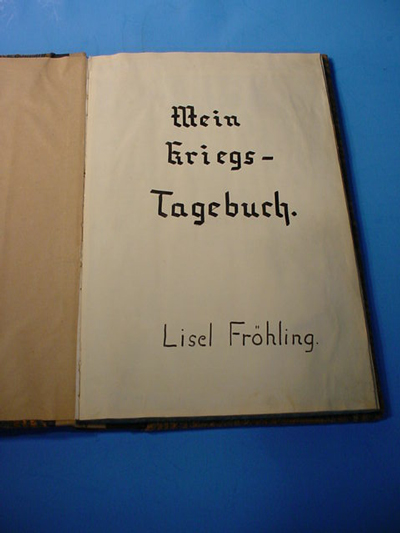 Mein
Kriegs-
Tagebuch.
Lisel Fröhling.